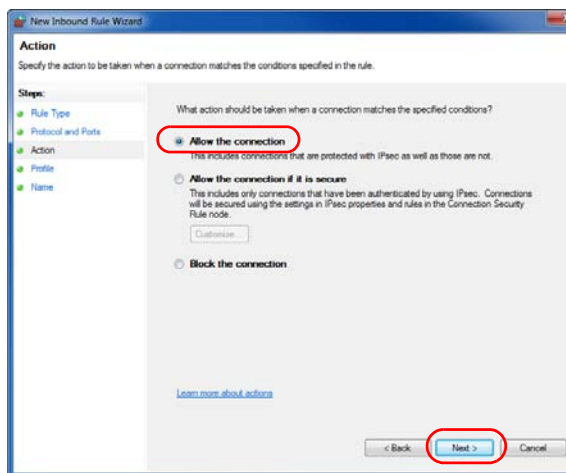 New Inbound Rule Wizard
Action
Specify the action to be taken when a connection matches the conditions specified in the rule.
Steps:
Rule Type
Protocol and Ports
Action
Profile
Name
What action should be taken when a connection matches the specified conditions?
Allow the connection
This includes connections that are protected with IPsec as well as those are not.
Allow the connection if it is secure
This includes only connections that have been authenticated by using IPsec. Connections
will be secured using the settings in IPsec properties and rules in the Connection Security
Rule node.
Customize...
Block the connection
Learn more about actions
< Back
Next >
Cancel